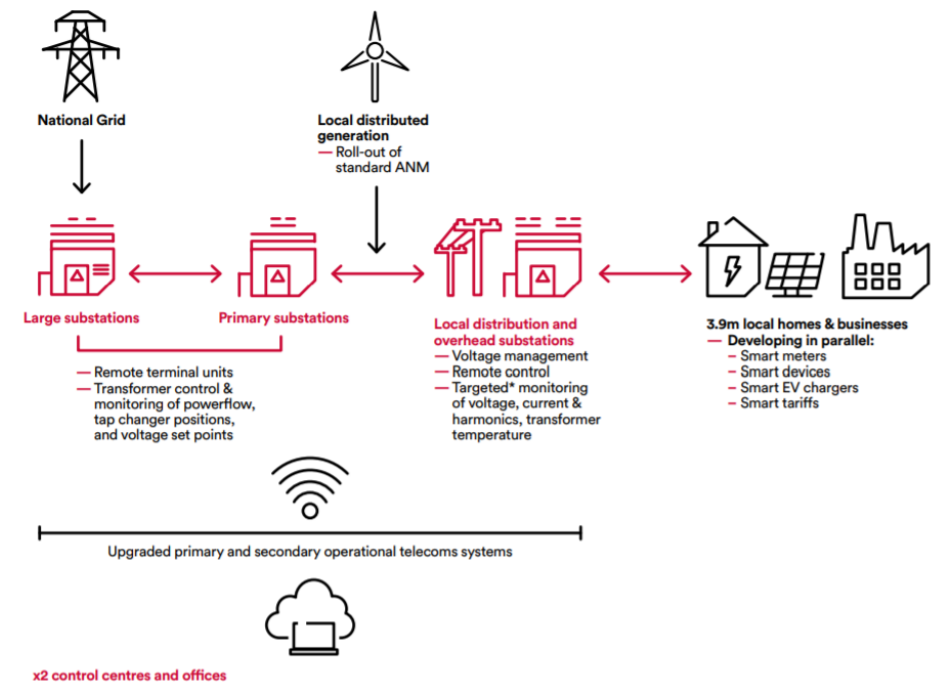 National Grid
Local distributed
generation
— Roll-out of
standard ANM
Large substations
Primary substations
— Remote terminal units
— Transformer control &
monitoring of powerflow,
tap changer positions,
and voltage set points
Local distribution and
overhead substations
— Voltage management
— Remote control
— Targeted* monitoring
of voltage, current &
harmonics, transformer
temperature
3.9m local homes & businesses
— Developing in parallel:
– Smart meters
– Smart devices
– Smart EV chargers
– Smart tariffs
Upgraded primary and secondary operational telecoms systems
x2 control centres and offices